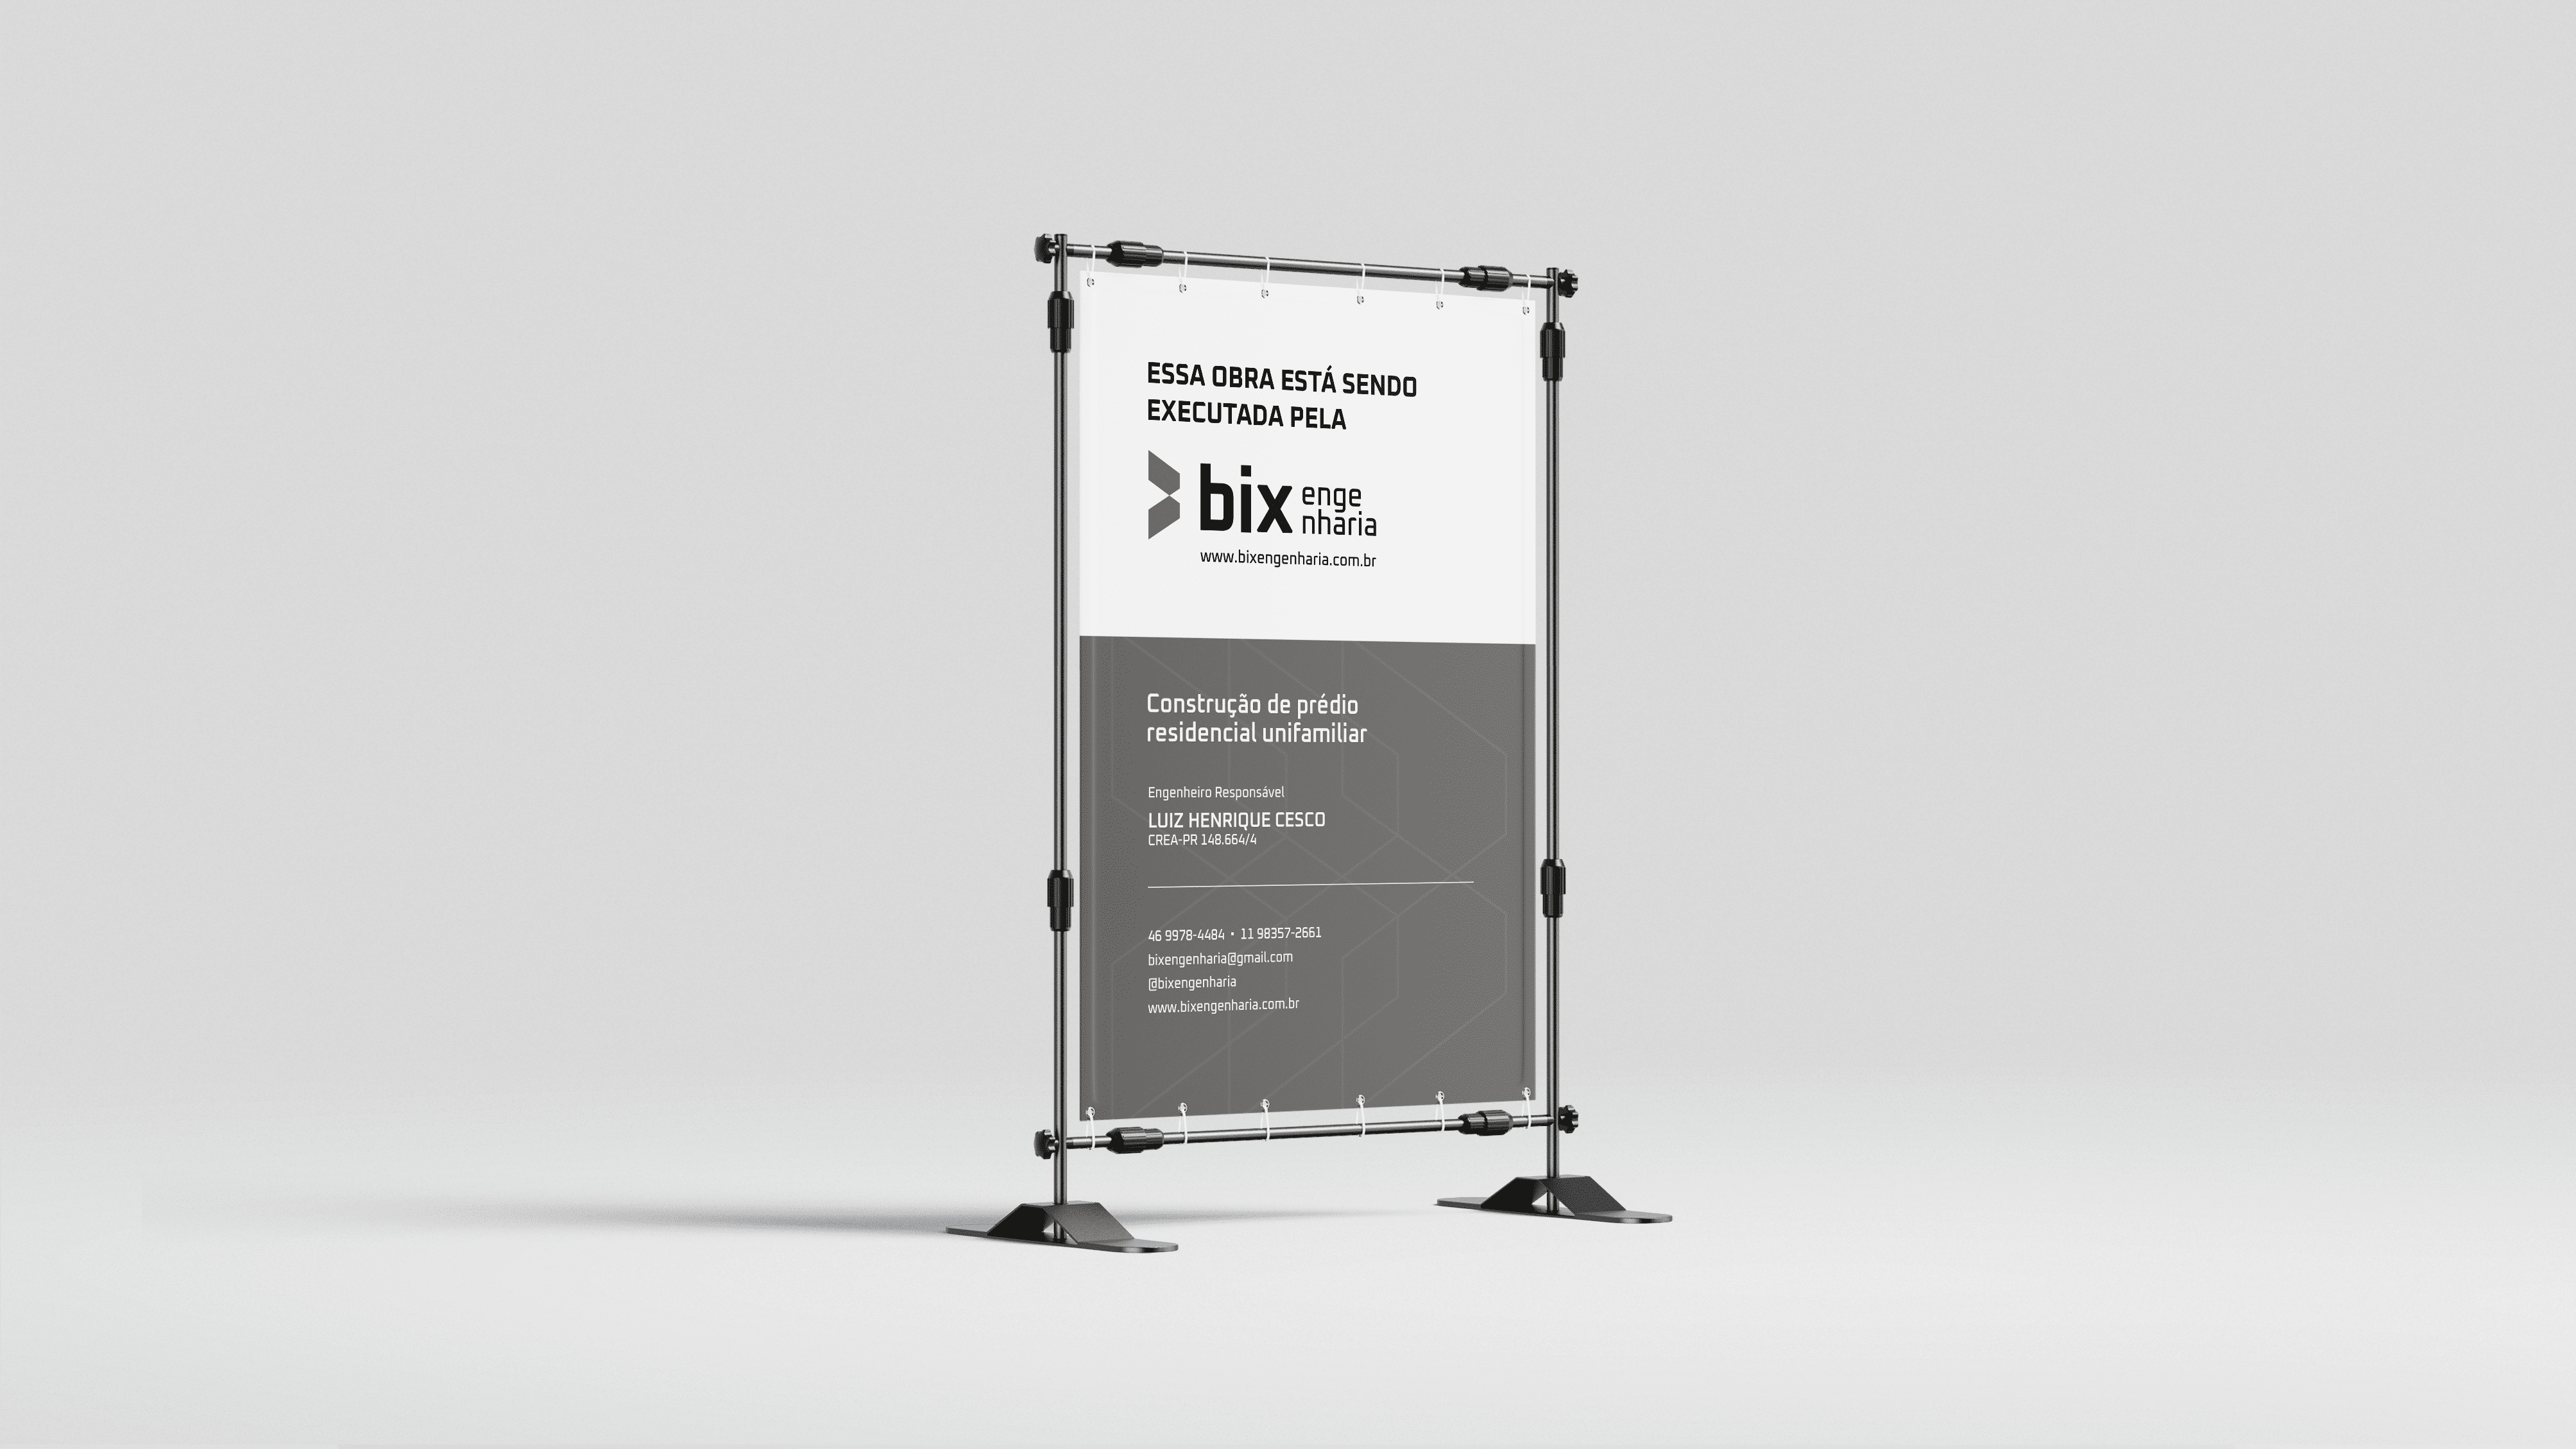 ESSA OBRA ESTÁ SENDO
EXECUTADA PELA
bix enge
nharia
www.bixengenharia.com.br
Construção de prédio
residencial unifamiliar
Engenheiro Responsável
LUIZ HENRIQUE CESCO
CREA-PR 148.664/4
46 9978-4484 • 11 98357-2661
bixengenharia@gmail.com
@bixengenharia
www.bixengenharia.com.br